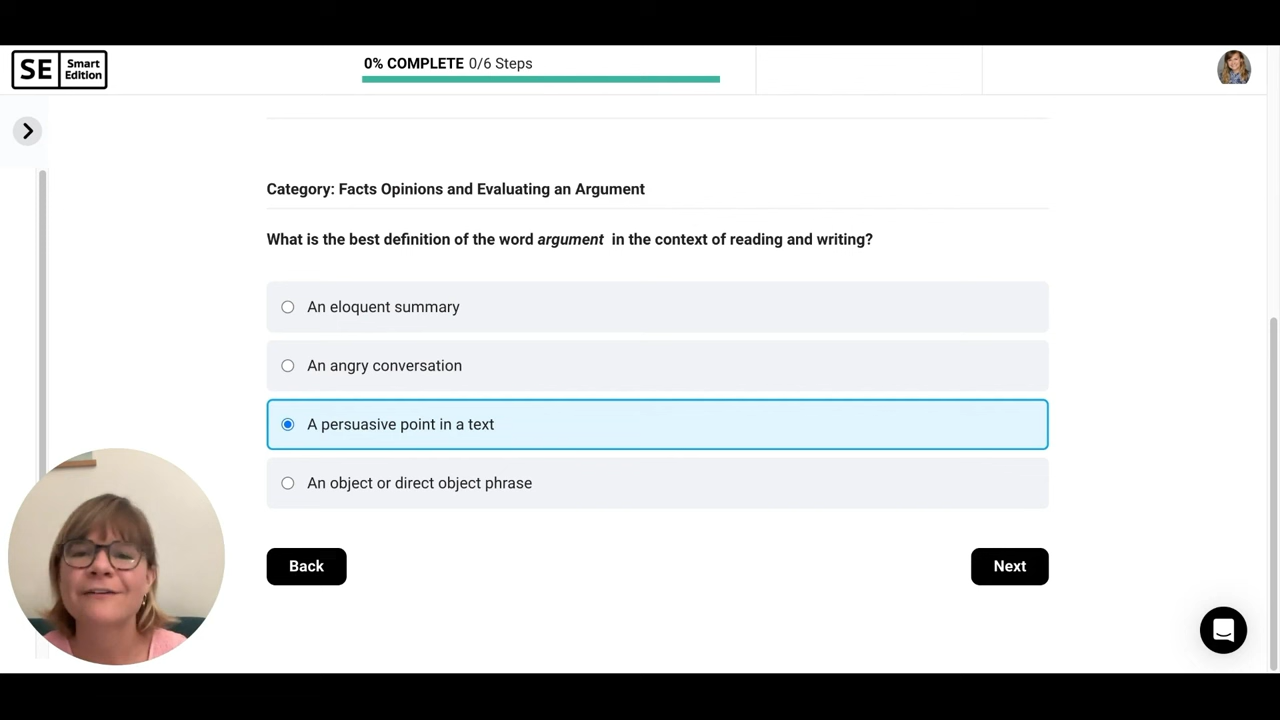 SE Smart Edition
0% COMPLETE 0/6 Steps
Category: Facts Opinions and Evaluating an Argument
What is the best definition of the word argument in the context of reading and writing?
An eloquent summary
An angry conversation
A persuasive point in a text
An object or direct object phrase
Back
Next